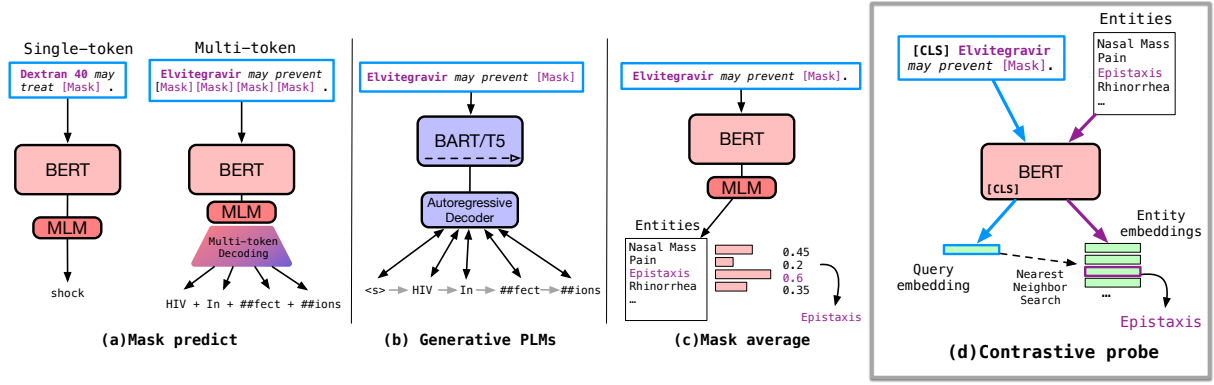 Single-token
Dextran 40 may
treat [Mask] .
BERT
MLM
shock
Multi-token
Elvitegravir may prevent
[Mask][Mask][Mask][Mask] .
BERT
MLM
Multi-token
Decoding
HIV + In + ##fect + ##ions
(a)Mask predict
Elvitegravir may prevent [Mask]
BART/T5
Autoregressive
Decoder
<s> HIV In ##fect ##ions
(b) Generative PLMs
Elvitegravir may prevent [Mask].
BERT
MLM
Entities
Nasal Mass
Pain
Epistaxis
Rhinorrhea
…
0.45
0.2
0.6
0.35
Epistaxis
(c)Mask average
[CLS] Elvitegravir
may prevent [Mask].
Entities
Nasal Mass
Pain
Epistaxis
Rhinorrhea
…
BERT
[CLS]
Query
embedding
Nearest
Neighbor
Search
Entity
embeddings
…
Epistaxis
(d)Contrastive probe